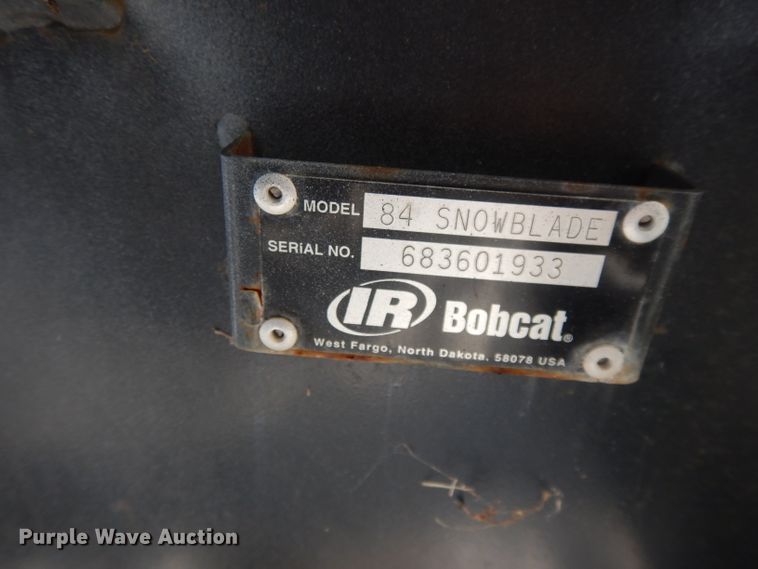 MODEL 84 SNOWBLADE
SERiAL NO. 683601933
IR Bobcat®
West Fargo, North Dakota. 58078 USA
Purple Wave Auction